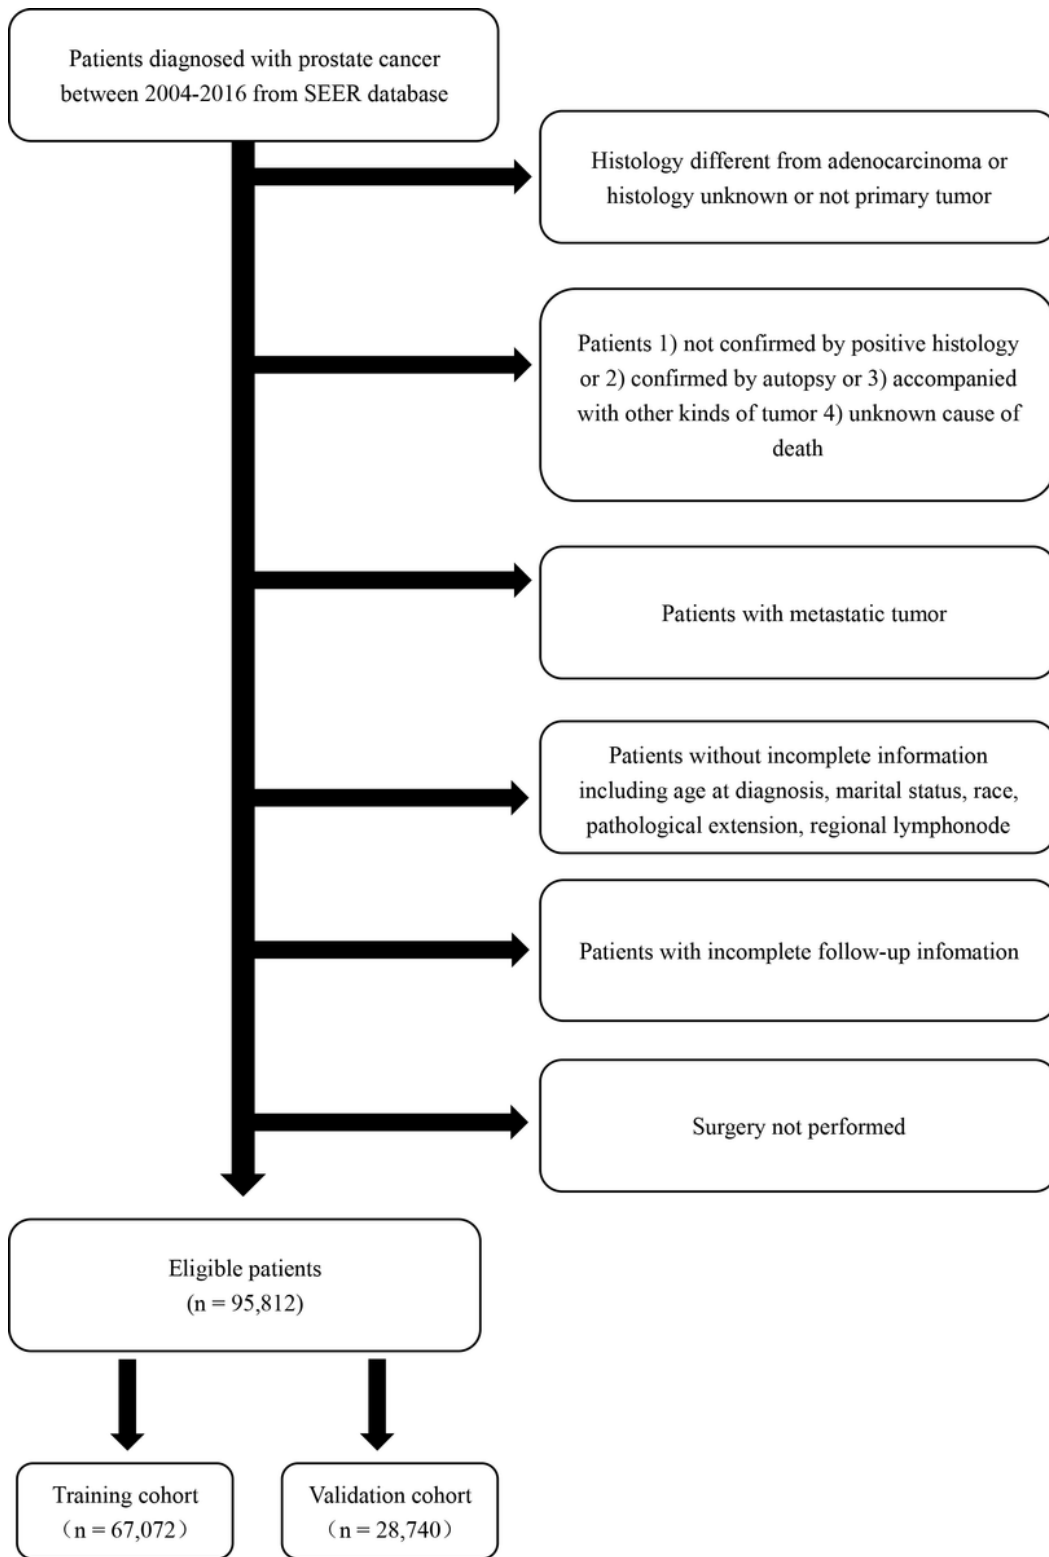 Patients diagnosed with prostate cancer
between 2004-2016 from SEER database
Histology different from adenocarcinoma or
histology unknown or not primary tumor
Patients 1) not confirmed by positive histology
or 2) confirmed by autopsy or 3) accompanied
with other kinds of tumor 4) unknown cause of
death
Patients with metastatic tumor
Patients without incomplete information
including age at diagnosis, marital status, race,
pathological extension, regional lymphonode
Patients with incomplete follow-up infomation
Surgery not performed
Eligible patients
(n = 95,812)
Training cohort
（n = 67,072）
Validation cohort
（n = 28,740）